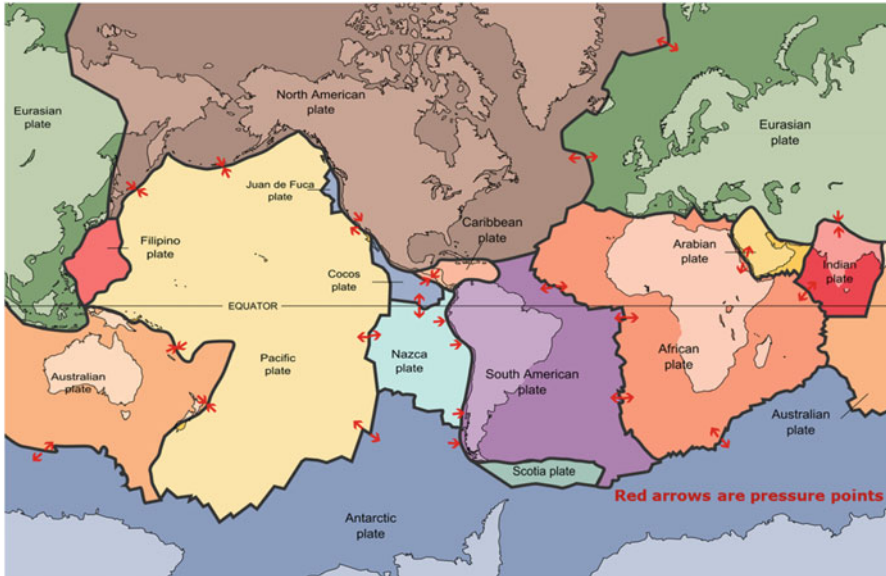 North American
plate
Eurasian
plate
Eurasian
plate
Juan de Fuca
plate
Caribbean
plate
Filipino
plate
Arabian
plate
Indian
plate
Cocos
plate
EQUATOR
Australian
plate
Pacific
plate
Nazca
plate
South American
plate
African
plate
Australian
plate
Scotia plate
Red arrows are pressure points
Antarctic
plate